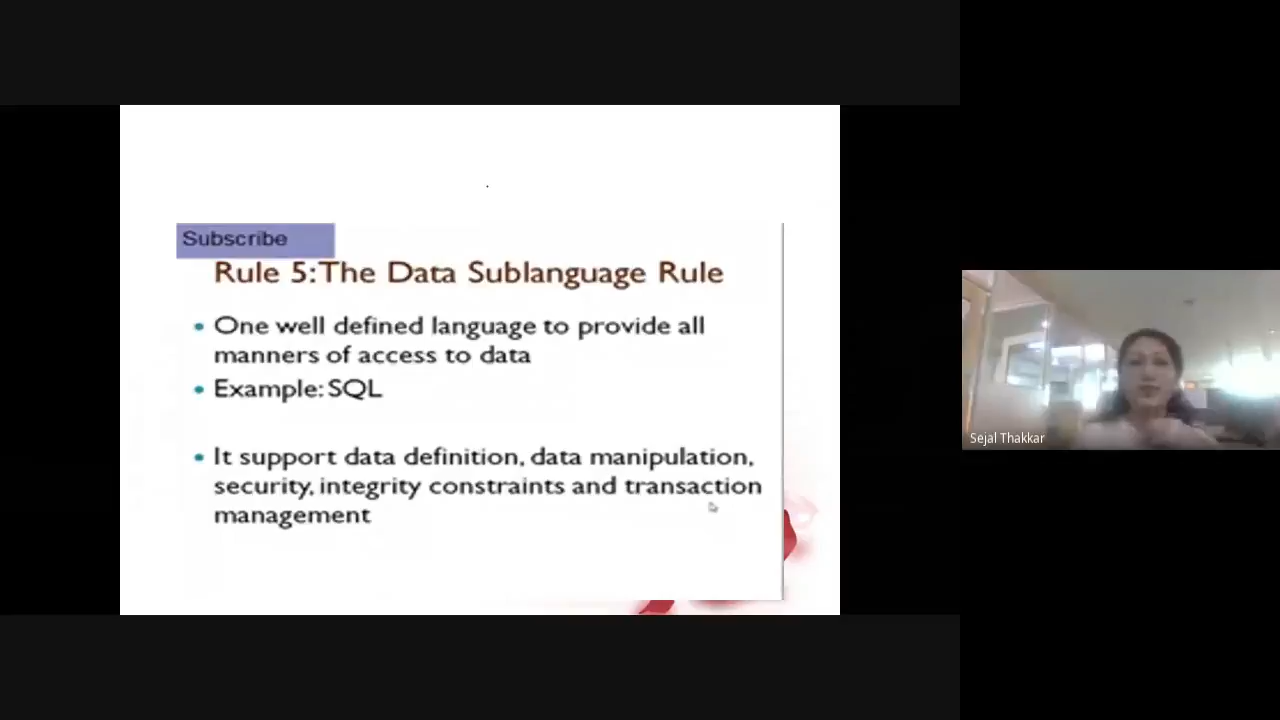 Subscribe
Rule 5: The Data Sublanguage Rule
• One well defined language to provide all
manners of access to data
• Example: SQL
• It support data definition, data manipulation,
security, integrity constraints and transaction
management
Sejal Thakkar